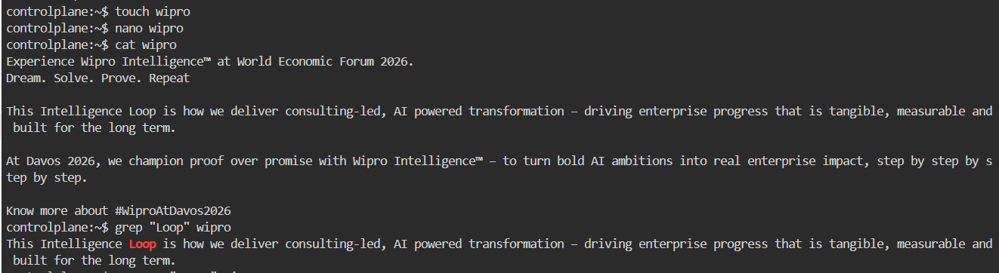 controlplane:~$ touch wipro
controlplane:~$ nano wipro
controlplane:~$ cat wipro
Experience Wipro Intelligence™ at World Economic Forum 2026.
Dream. Solve. Prove. Repeat
This Intelligence Loop is how we deliver consulting-led, AI powered transformation – driving enterprise progress that is tangible, measurable and
built for the long term.
At Davos 2026, we champion proof over promise with Wipro Intelligence™ – to turn bold AI ambitions into real enterprise impact, step by step by s
tep by step.
Know more about #WiproAtDavos2026
controlplane:~$ grep "Loop" wipro
This Intelligence Loop is how we deliver consulting-led, AI powered transformation – driving enterprise progress that is tangible, measurable and
built for the long term.